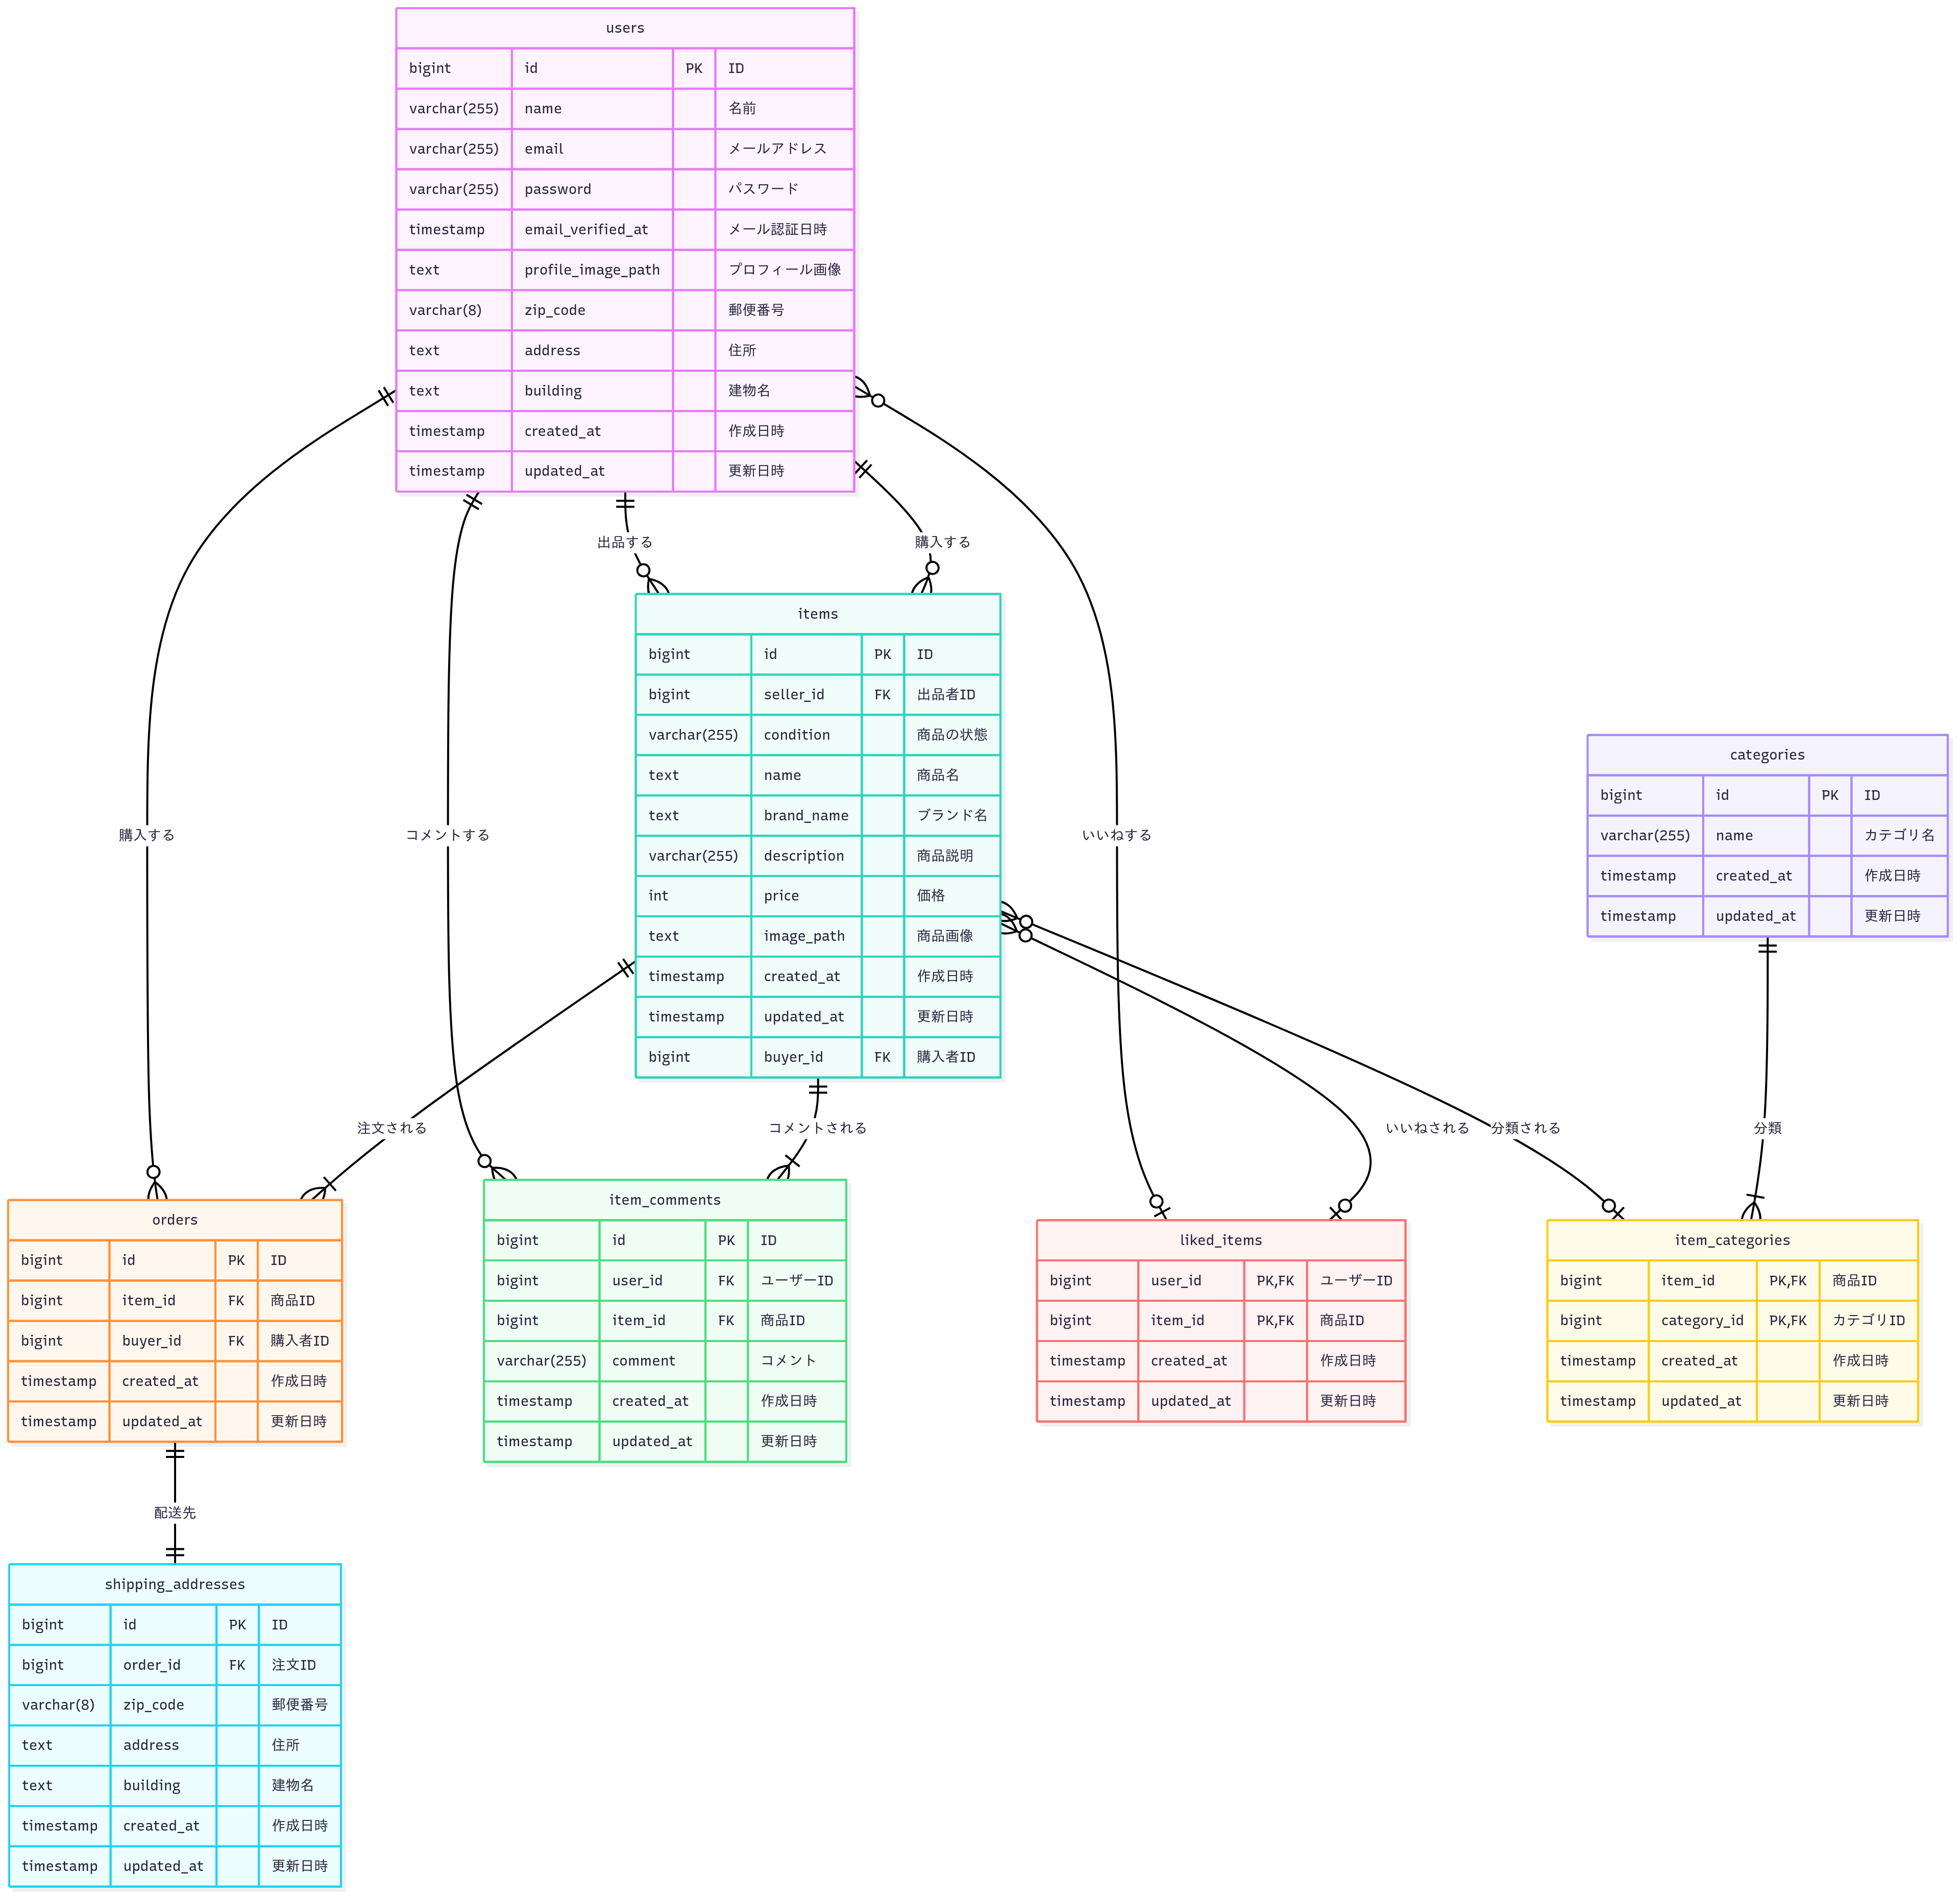 users
bigint id PK ID
varchar(255) name 名前
varchar(255) email メールアドレス
varchar(255) password パスワード
timestamp email_verified_at メール認証日時
text profile_image_path プロフィール画像
varchar(8) zip_code 郵便番号
text address 住所
text building 建物名
timestamp created_at 作成日時
timestamp updated_at 更新日時
出品する
購入する
items
bigint id PK ID
bigint seller_id FK 出品者ID
varchar(255) condition 商品の状態
text name 商品名
text brand_name ブランド名
varchar(255) description 商品説明
int price 価格
text image_path 商品画像
timestamp created_at 作成日時
timestamp updated_at 更新日時
bigint buyer_id FK 購入者ID
categories
bigint id PK ID
varchar(255) name カテゴリ名
timestamp created_at 作成日時
timestamp updated_at 更新日時
購入する
コメントする
いいねする
注文される
コメントされる
いいねされる
分類される
分類
orders
bigint id PK ID
bigint item_id FK 商品ID
bigint buyer_id FK 購入者ID
timestamp created_at 作成日時
timestamp updated_at 更新日時
item_comments
bigint id PK ID
bigint user_id FK ユーザーID
bigint item_id FK 商品ID
varchar(255) comment コメント
timestamp created_at 作成日時
timestamp updated_at 更新日時
liked_items
bigint user_id PK,FK ユーザーID
bigint item_id PK,FK 商品ID
timestamp created_at 作成日時
timestamp updated_at 更新日時
item_categories
bigint item_id PK,FK 商品ID
bigint category_id PK,FK カテゴリID
timestamp created_at 作成日時
timestamp updated_at 更新日時
配送先
shipping_addresses
bigint id PK ID
bigint order_id FK 注文ID
varchar(8) zip_code 郵便番号
text address 住所
text building 建物名
timestamp created_at 作成日時
timestamp updated_at 更新日時